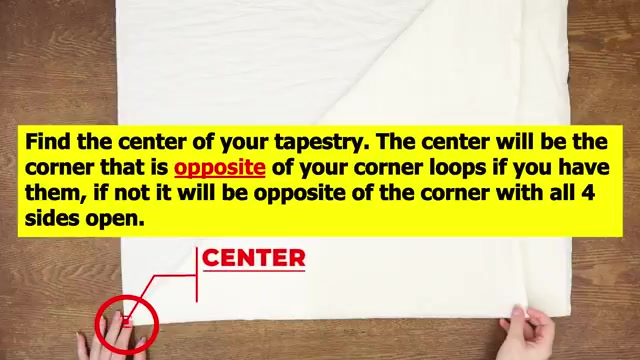 Find the center of your tapestry. The center will be the
corner that is opposite of your corner loops if you have
them, if not it will be opposite of the corner with all 4
sides open.
CENTER